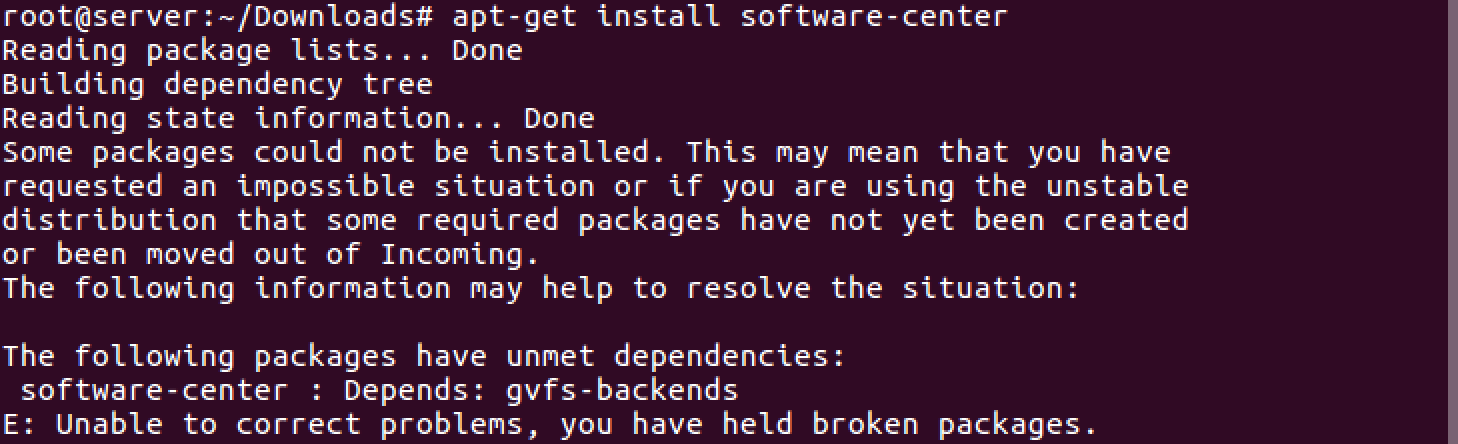 root@server:~/Downloads# apt-get install software-center
Reading package lists... Done
Building dependency tree
Reading state information... Done
Some packages could not be installed. This may mean that you have
requested an impossible situation or if you are using the unstable
distribution that some required packages have not yet been created
or been moved out of Incoming.
The following information may help to resolve the situation:

The following packages have unmet dependencies:
 software-center : Depends: gvfs-backends
E: Unable to correct problems, you have held broken packages.